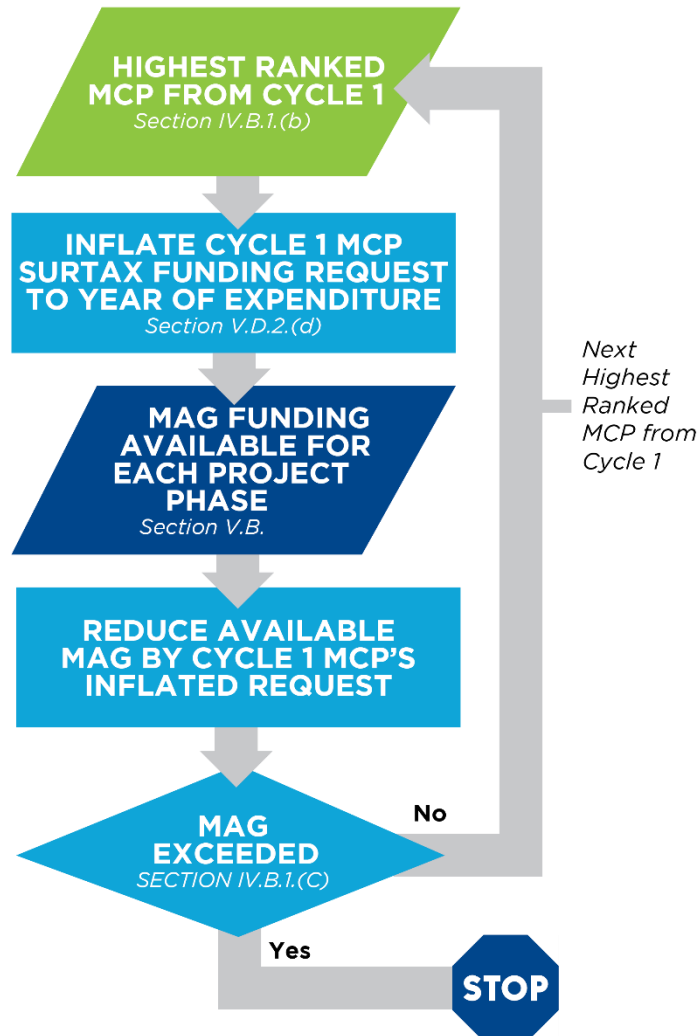 HIGHEST RANKED
MCP FROM CYCLE 1
Section IV.B.1.(b)
INFLATE CYCLE 1 MCP
SURTAX FUNDING REQUEST
TO YEAR OF EXPENDITURE
Section V.D.2.(d)
MAG FUNDING
AVAILABLE FOR
EACH PROJECT
PHASE
Section V.B.
Next
Highest
Ranked
MCP from
Cycle 1
REDUCE AVAILABLE
MAG BY CYCLE 1 MCP'S
INFLATED REQUEST
MAG
EXCEEDED
SECTION IV.B.1.(C)
No
Yes
STOP